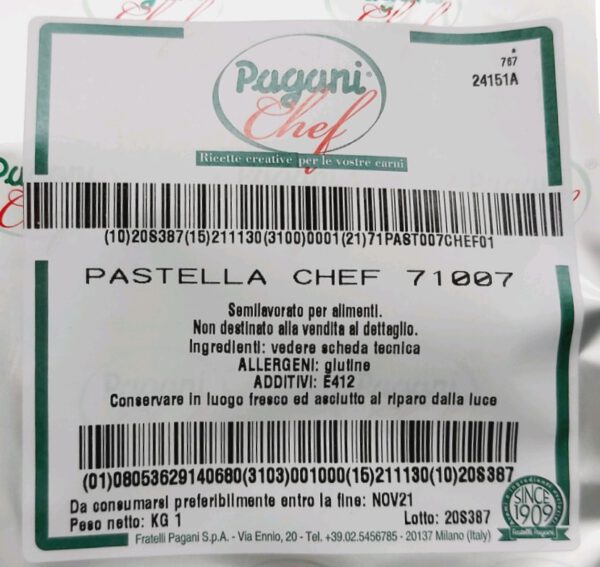 Pagani
Chef
Ricette creative per le vostre carni
*
767
24151A
(10)20S387(15)211130(3100)0001(21)71PAST007CHEF01
PASTELLA CHEF 71007
Semilavorato per alimenti.
Non destinato alla vendita al dettaglio.
Ingredienti: vedere scheda tecnica
ALLERGENI: glutine
ADDITIVI: E412
Conservare in luogo fresco ed asciutto al riparo dalla luce
(01)08053629140680(3103)001000(15)211130(10)20S387
Da consumarsi preferibilmente entro la fine: NOV21
Peso netto: KG 1
Lotto: 20S387
Fratelli Pagani S.p.A. - Via Ennio, 20 - Tel. +39.02.5456785 - 20137 Milano (Italy)
SINCE
1909
Fratelli Pagani